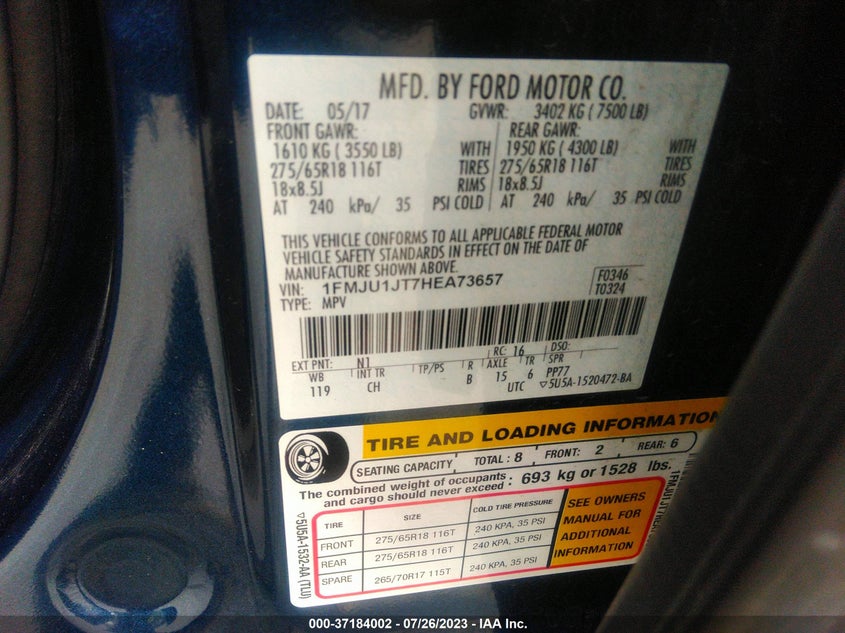 MFD. BY FORD MOTOR CO.
DATE: 05/17 GVWR: 3402 KG ( 7500 LB)
FRONT GAWR: REAR GAWR:
1610 KG ( 3550 LB) WITH 1950 KG ( 4300 LB) WITH
275/65R18 116T TIRES 275/65R18 116T TIRES
18x8.5J RIMS 18x8.5J RIMS
AT 240 kPa/ 35 PSI COLD AT 240 kPa/ 35 PSI COLD
THIS VEHICLE CONFORMS TO ALL APPLICABLE FEDERAL MOTOR
VEHICLE SAFETY STANDARDS IN EFFECT ON THE DATE OF
MANUFACTURE SHOWN ABOVE.
VIN: 1FMJU1JT7HEA73657 F0346
TYPE: MPV T0324
EXT PNT: N1 RC: 16 DSO:
WB INT TR TP/PS R AXLE TR SPR
119 CH B 15 6 PP77
UTC ▽5U5A-1520472-BA
TIRE AND LOADING INFORMATION
SEATING CAPACITY TOTAL : 8 FRONT: 2 REAR: 6
The combined weight of occupants
and cargo should never exceed : 693 kg or 1528 lbs.
TIRE SIZE COLD TIRE PRESSURE
FRONT 275/65R18 116T 240 KPA, 35 PSI
REAR 275/65R18 116T 240 KPA, 35 PSI
SPARE 265/70R17 115T 240 KPA, 35 PSI
SEE OWNERS
MANUAL FOR
ADDITIONAL
INFORMATION
▽5U5A-1532-AA (TLU)
000-37184002 - 07/26/2023 - IAA Inc.